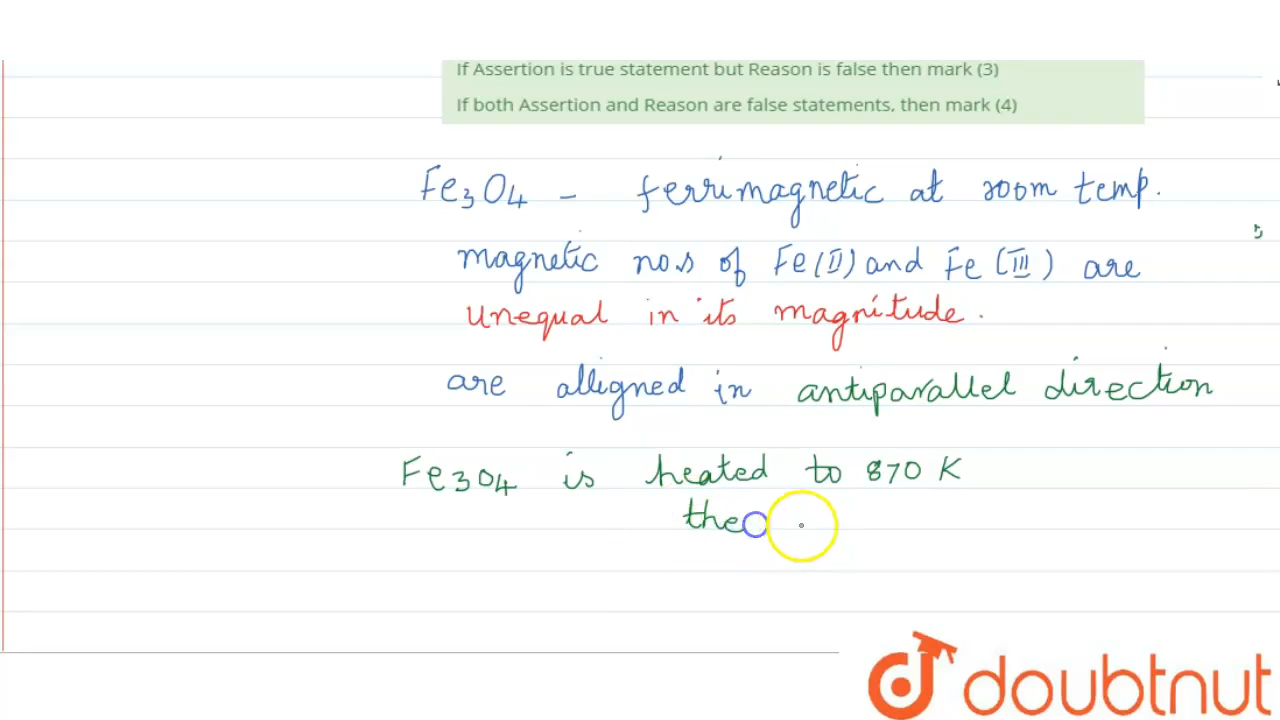 If Assertion is true statement but Reason is false then mark (3)
If both Assertion and Reason are false statements, then mark (4)
Fe3O4 - ferrimagnetic at room temp.
5
magnetic nos of Fe(II) and Fe (III) are
unequal in its magnitude.
are alligned in antiparallel direction
Fe3O4 is heated to 870 K
the
doubtnut